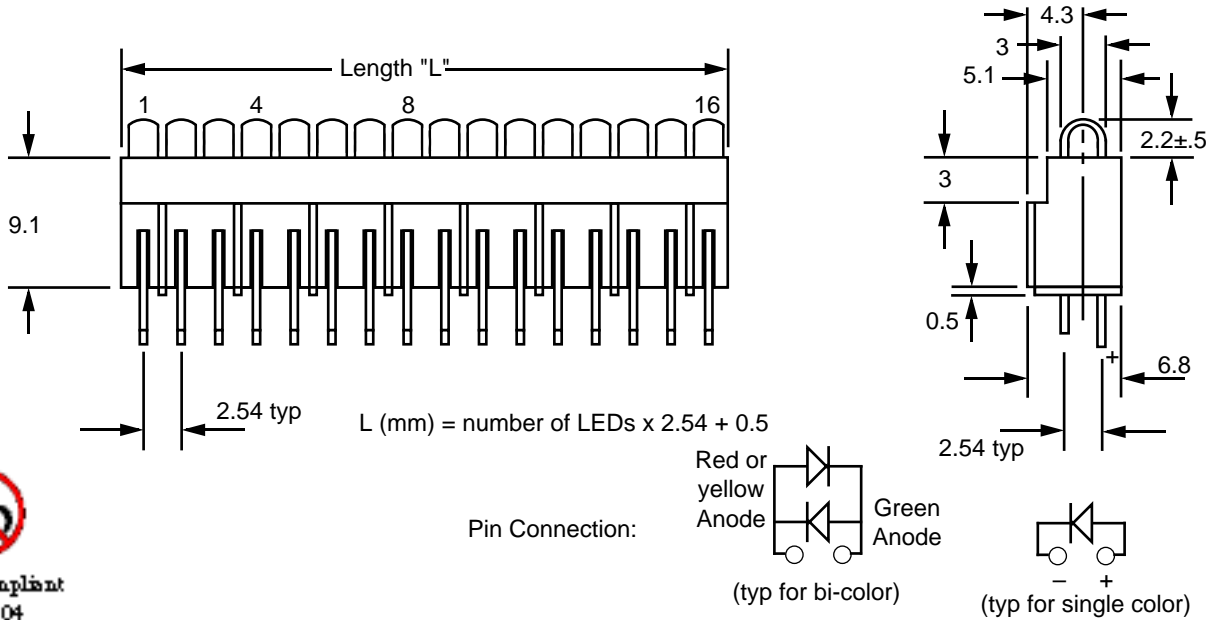 Length "L"
1 4 8 16
9.1
2.54 typ
L (mm) = number of LEDs x 2.54 + 0.5
4.3
3
5.1
2.2±.5
3
0.5
+
6.8
2.54 typ
Pin Connection:
Red or
yellow
Anode
Green
Anode
(typ for bi-color)
– +
(typ for single color)
04